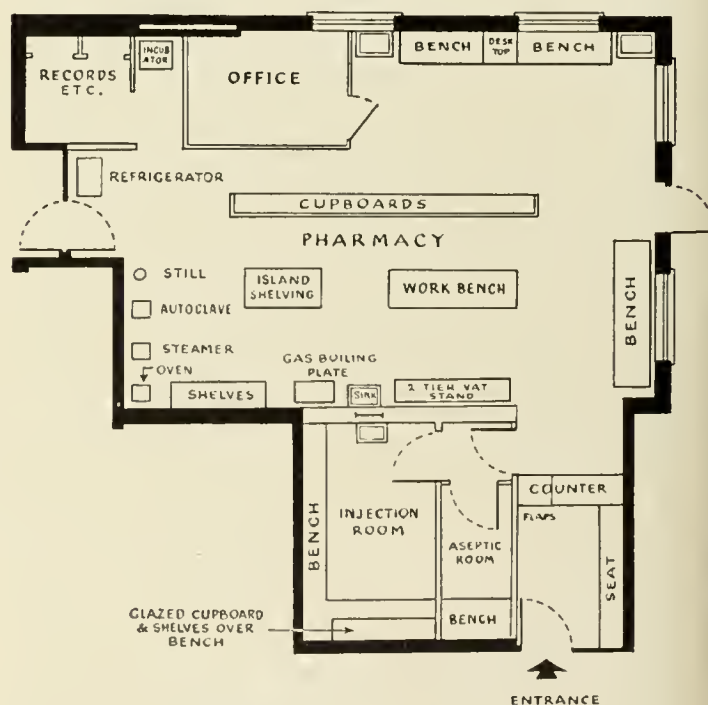 RECORDS
ETC.
INCUB
ATOR
OFFICE
BENCH
DESK
TOP
BENCH
REFRIGERATOR
CUPBOARDS
PHARMACY
STILL
ISLAND
SHELVING
WORK BENCH
AUTOCLAVE
BENCH
STEAMER
OVEN
GAS BOILING
PLATE
SHELVES
SINK
2 TIER VAT
STAND
BENCH
INJECTION
ROOM
ASEPTIC
ROOM
COUNTER
FLAPS
SEAT
GLAZED CUPBOARD
& SHELVES OVER
BENCH
BENCH
ENTRANCE